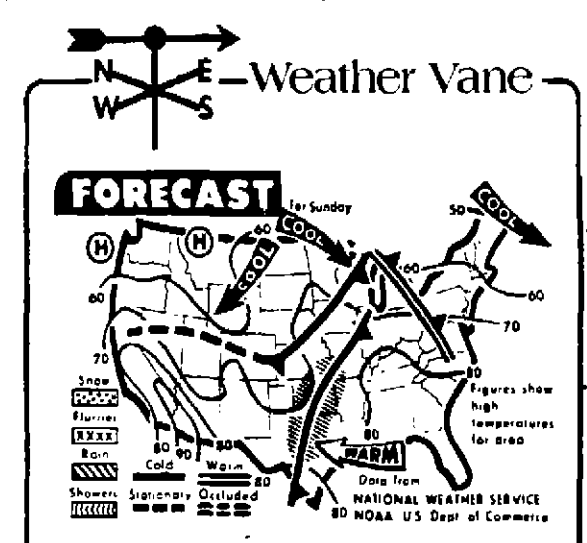 N E
W S
Weather Vane
FORECAST
For Sunday
COOL
COOL
COOL
50
60
H
H
60
60
60
70
70
80
Snow
Flurries
Rain
Showers
80
90
80
80
80
80
Cold
Warm
Stationary
Occluded
WARM
Figures show
high
temperatures
for area
Data from
NATIONAL WEATHER SERVICE
NOAA U S Dept of Commerce